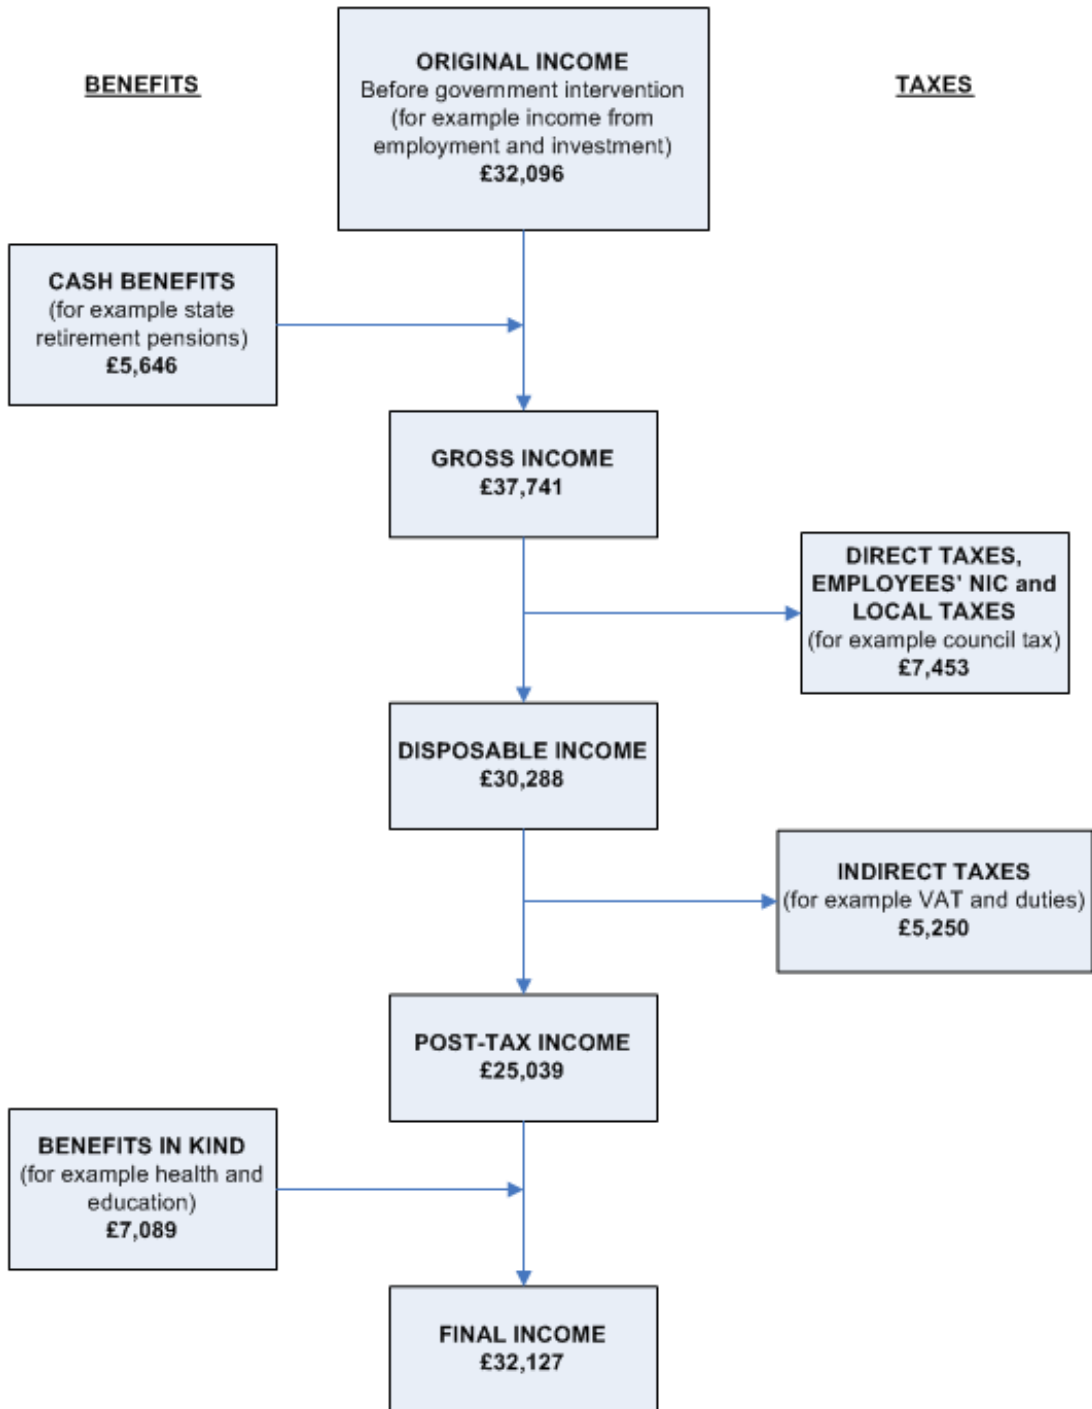 BENEFITS
ORIGINAL INCOME
Before government intervention
(for example income from
employment and investment)
£32,096
TAXES
CASH BENEFITS
(for example state
retirement pensions)
£5,646
GROSS INCOME
£37,741
DIRECT TAXES,
EMPLOYEES' NIC and
LOCAL TAXES
(for example council tax)
£7,453
DISPOSABLE INCOME
£30,288
INDIRECT TAXES
(for example VAT and duties)
£5,250
POST-TAX INCOME
£25,039
BENEFITS IN KIND
(for example health and
education)
£7,089
FINAL INCOME
£32,127